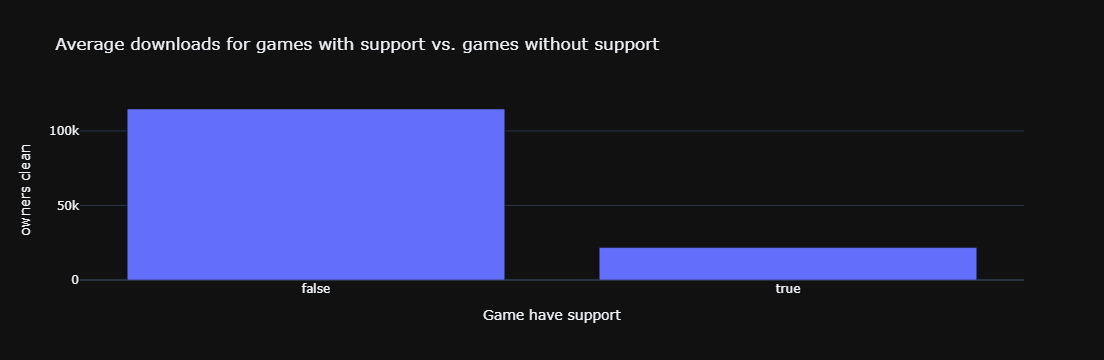 Average downloads for games with support vs. games without support
100k
50k
0
owners clean
false
true
Game have support